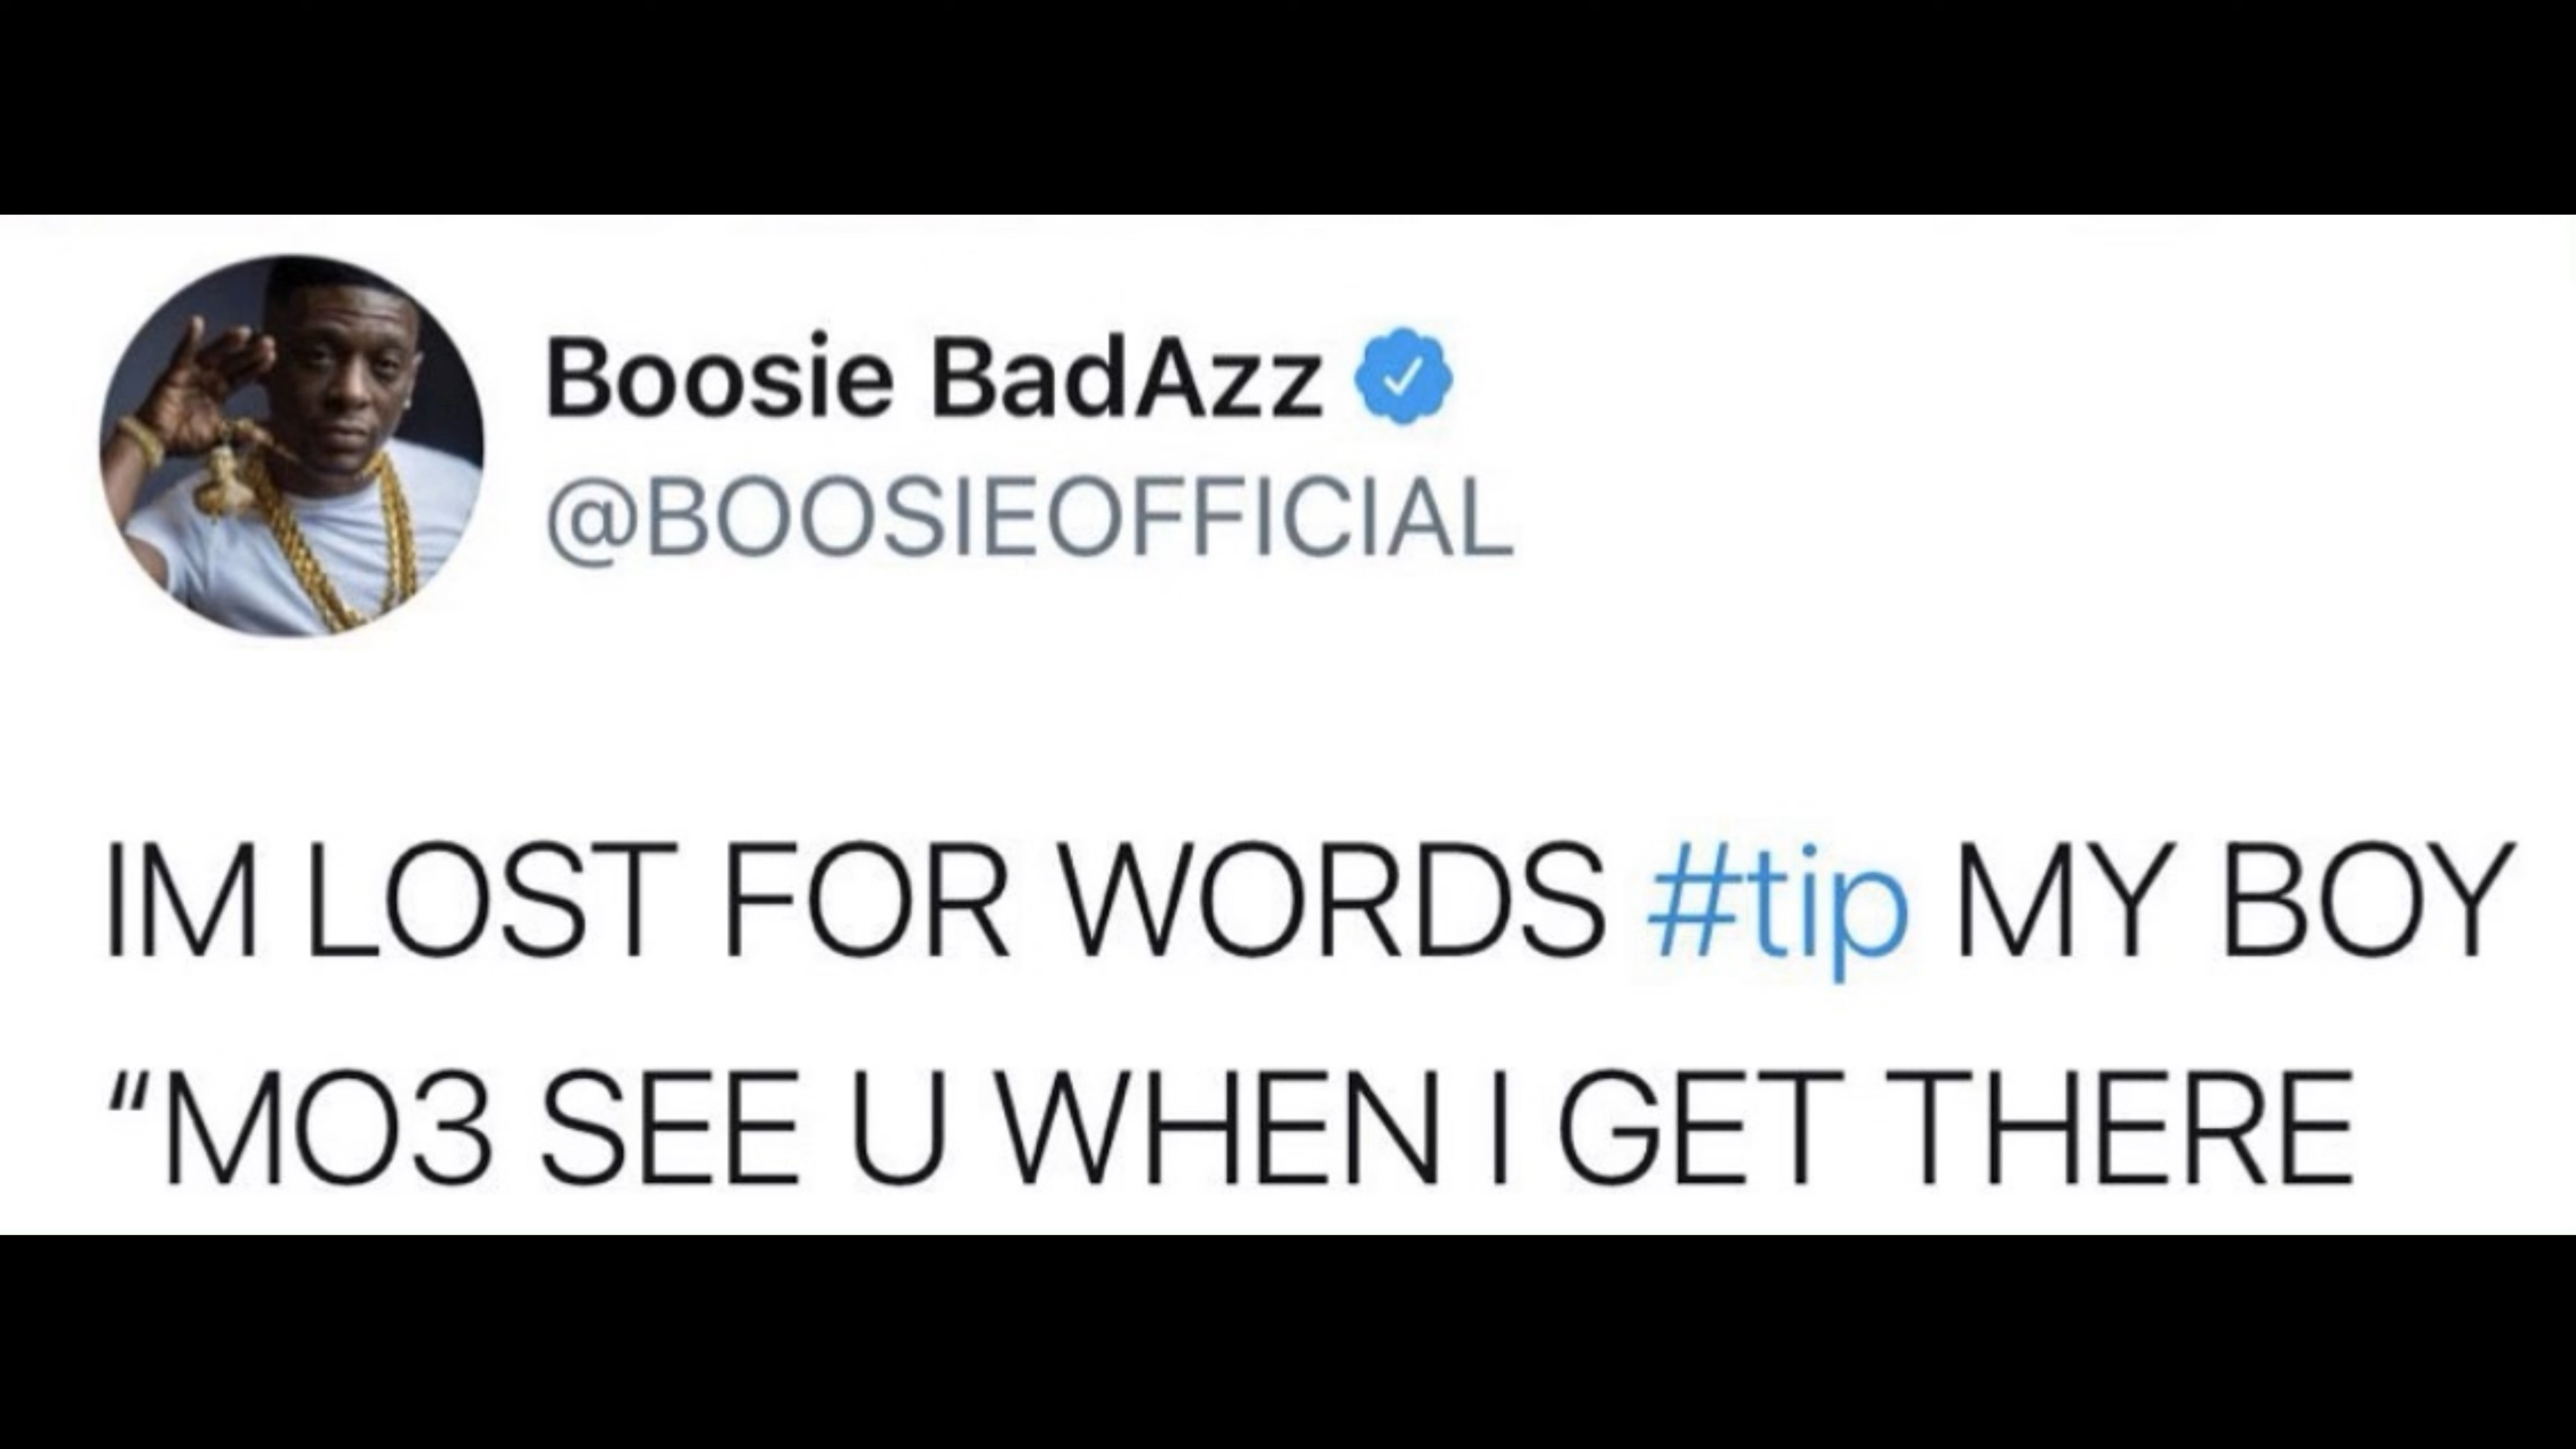 Boosie BadAzz
@BOOSIEOFFICIAL
IM LOST FOR WORDS #tip MY BOY
“MO3 SEE U WHEN I GET THERE